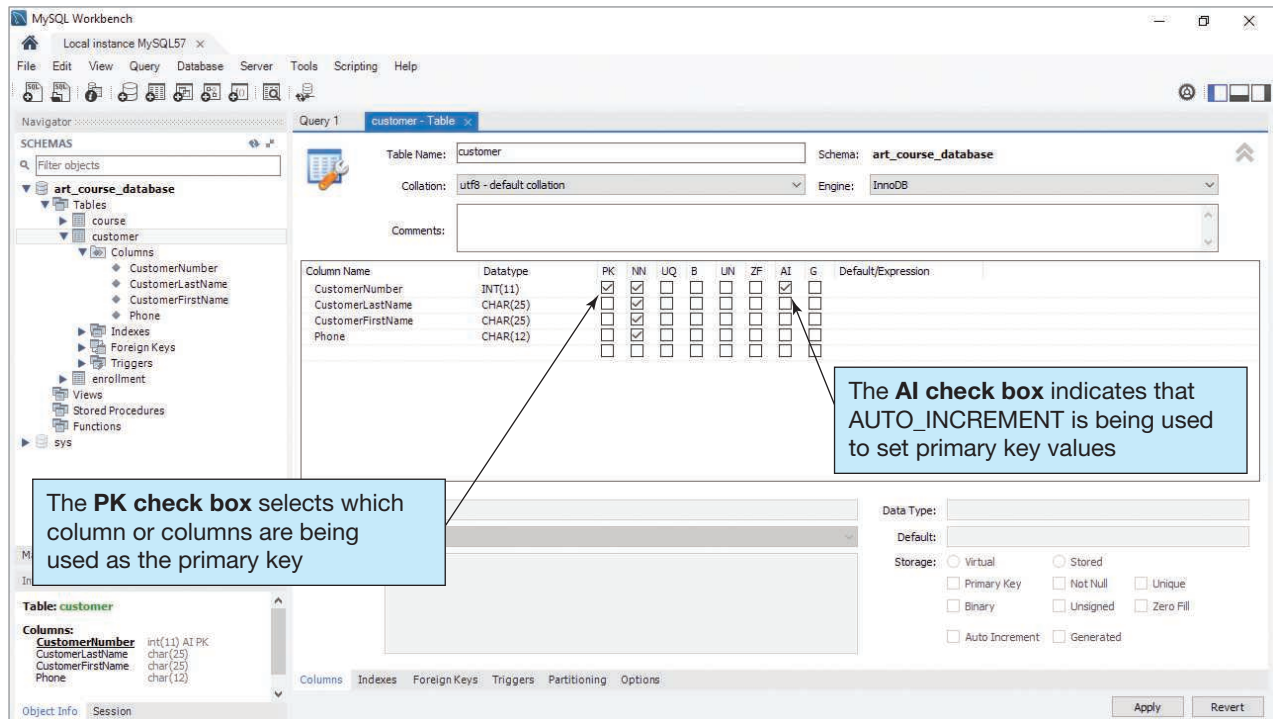 MySQL Workbench
Local instance MySQL57 ×
File Edit View Query Database Server Tools Scripting Help
Navigator
SCHEMAS
Filter objects
art_course_database
Tables
course
customer
Columns
CustomerNumber
CustomerLastName
CustomerFirstName
Phone
Indexes
Foreign Keys
Triggers
enrollment
Views
Stored Procedures
Functions
sys
Query 1 customer - Table ×
Table Name: customer Schema: art_course_database
Collation: utf8 - default collation Engine: InnoDB
Comments:
Column Name Datatype PK NN UQ B UN ZF AI G Default/Expression
CustomerNumber INT(11)
CustomerLastName CHAR(25)
CustomerFirstName CHAR(25)
Phone CHAR(12)
The AI check box indicates that
AUTO_INCREMENT is being used
to set primary key values
The PK check box selects which
column or columns are being
used as the primary key
Data Type:
Default:
Storage: Virtual Stored
Primary Key Not Null Unique
Binary Unsigned Zero Fill
Auto Increment Generated
Table: customer
Columns:
CustomerNumber int(11) AI PK
CustomerLastName char(25)
CustomerFirstName char(25)
Phone char(12)
Object Info Session
Columns Indexes Foreign Keys Triggers Partitioning Options
Apply Revert